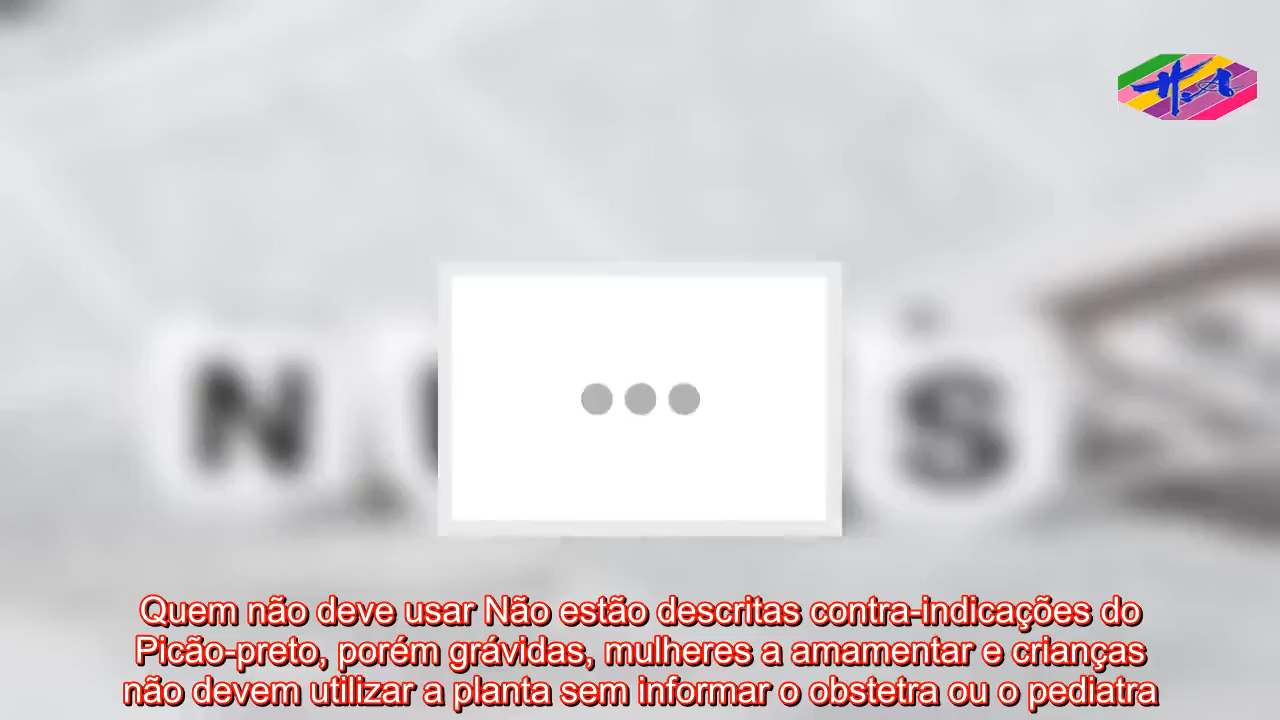 N S
Quem não deve usar Não estão descritas contra-indicações do
Picão-preto, porém grávidas, mulheres a amamentar e crianças
não devem utilizar a planta sem informar o obstetra ou o pediatra